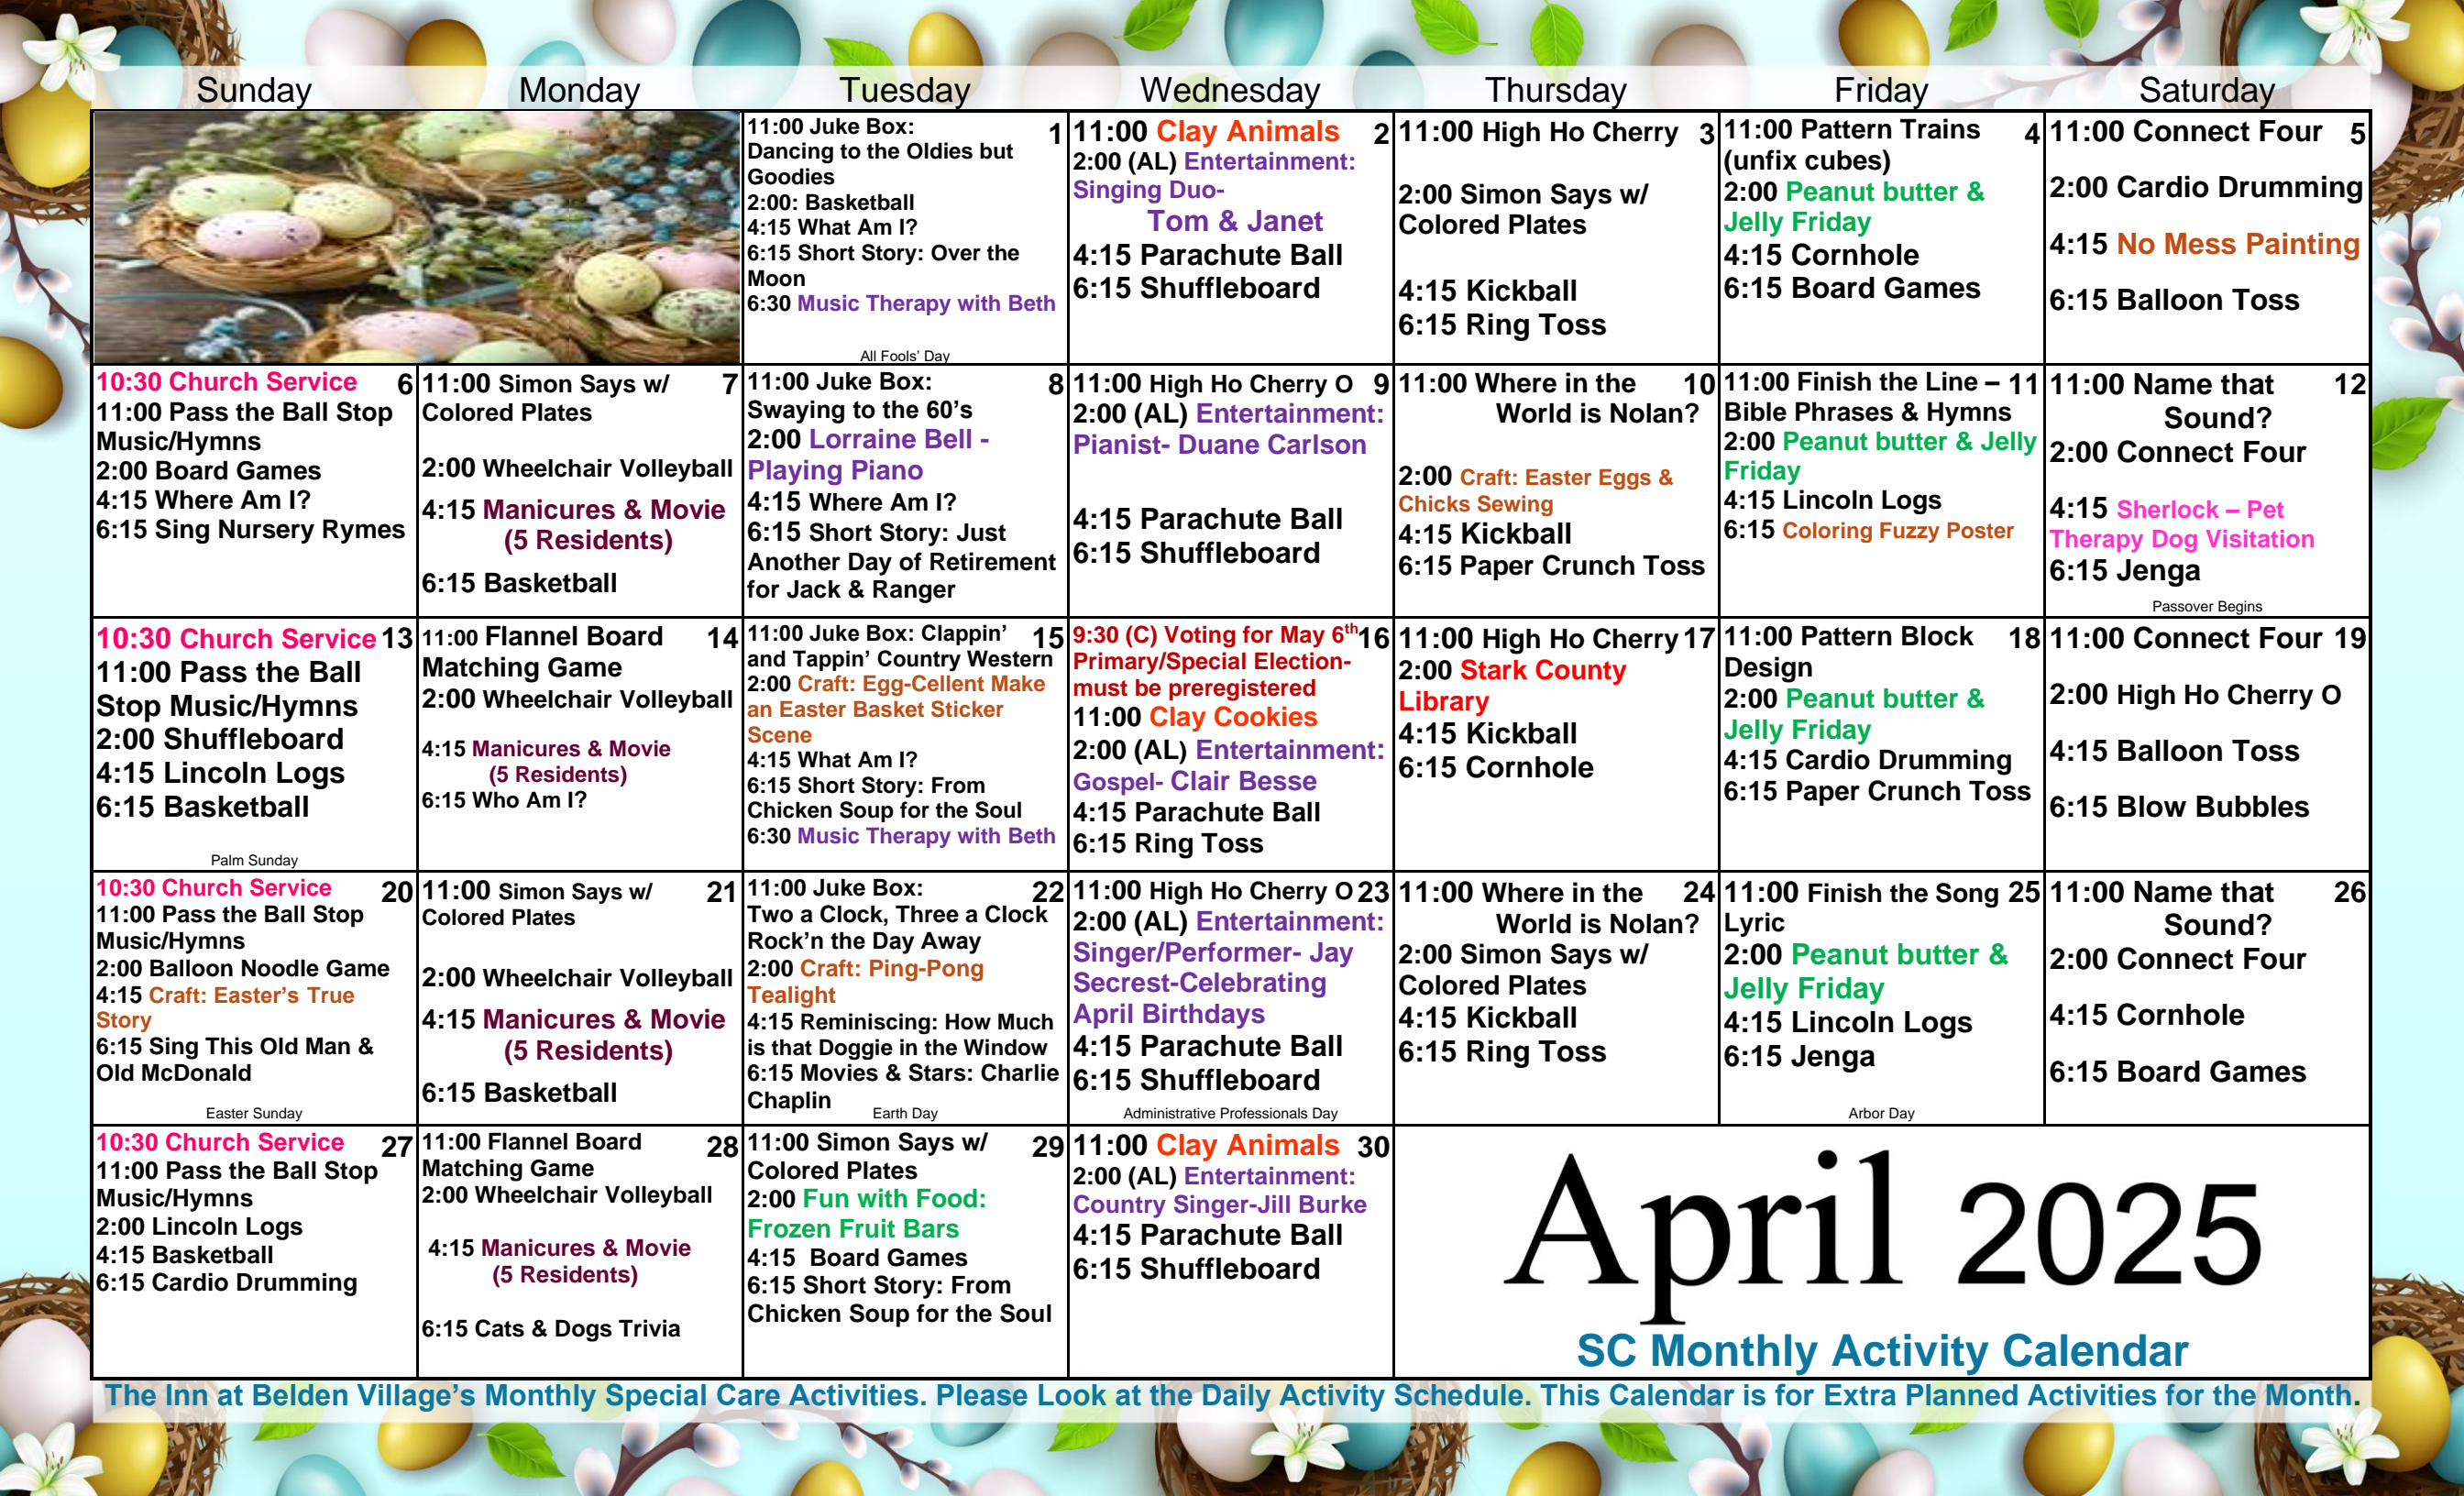 Sunday Monday Tuesday Wednesday Thursday Friday Saturday
11:00 Juke Box: 1
Dancing to the Oldies but
Goodies
2:00: Basketball
4:15 What Am I?
6:15 Short Story: Over the
Moon
6:30 Music Therapy with Beth
All Fools' Day
11:00 Clay Animals 2
2:00 (AL) Entertainment:
Singing Duo-
Tom & Janet
4:15 Parachute Ball
6:15 Shuffleboard
11:00 High Ho Cherry 3
2:00 Simon Says w/
Colored Plates
4:15 Kickball
6:15 Ring Toss
11:00 Pattern Trains 4
(unfix cubes)
2:00 Peanut butter &
Jelly Friday
4:15 Cornhole
6:15 Board Games
11:00 Connect Four 5
2:00 Cardio Drumming
4:15 No Mess Painting
6:15 Balloon Toss
10:30 Church Service 6
11:00 Pass the Ball Stop
Music/Hymns
2:00 Board Games
4:15 Where Am I?
6:15 Sing Nursery Rymes
11:00 Simon Says w/ 7
Colored Plates
2:00 Wheelchair Volleyball
4:15 Manicures & Movie
(5 Residents)
6:15 Basketball
11:00 Juke Box: 8
Swaying to the 60's
2:00 Lorraine Bell -
Playing Piano
4:15 Where Am I?
6:15 Short Story: Just
Another Day of Retirement
for Jack & Ranger
11:00 High Ho Cherry O 9
2:00 (AL) Entertainment:
Pianist- Duane Carlson
4:15 Parachute Ball
6:15 Shuffleboard
11:00 Where in the 10
World is Nolan?
2:00 Craft: Easter Eggs &
Chicks Sewing
4:15 Kickball
6:15 Paper Crunch Toss
11:00 Finish the Line – 11
Bible Phrases & Hymns
2:00 Peanut butter & Jelly
Friday
4:15 Lincoln Logs
6:15 Coloring Fuzzy Poster
11:00 Name that 12
Sound?
2:00 Connect Four
4:15 Sherlock – Pet
Therapy Dog Visitation
6:15 Jenga
Passover Begins
10:30 Church Service 13
11:00 Pass the Ball
Stop Music/Hymns
2:00 Shuffleboard
4:15 Lincoln Logs
6:15 Basketball
Palm Sunday
11:00 Flannel Board 14
Matching Game
2:00 Wheelchair Volleyball
4:15 Manicures & Movie
(5 Residents)
6:15 Who Am I?
11:00 Juke Box: Clappin' 15
and Tappin' Country Western
2:00 Craft: Egg-Cellent Make
an Easter Basket Sticker
Scene
4:15 What Am I?
6:15 Short Story: From
Chicken Soup for the Soul
6:30 Music Therapy with Beth
9:30 (C) Voting for May 6th 16
Primary/Special Election-
must be preregistered
11:00 Clay Cookies
2:00 (AL) Entertainment:
Gospel- Clair Besse
4:15 Parachute Ball
6:15 Ring Toss
11:00 High Ho Cherry 17
2:00 Stark County
Library
4:15 Kickball
6:15 Cornhole
11:00 Pattern Block 18
Design
2:00 Peanut butter &
Jelly Friday
4:15 Cardio Drumming
6:15 Paper Crunch Toss
11:00 Connect Four 19
2:00 High Ho Cherry O
4:15 Balloon Toss
6:15 Blow Bubbles
10:30 Church Service 20
11:00 Pass the Ball Stop
Music/Hymns
2:00 Balloon Noodle Game
4:15 Craft: Easter's True
Story
6:15 Sing This Old Man &
Old McDonald
Easter Sunday
11:00 Simon Says w/ 21
Colored Plates
2:00 Wheelchair Volleyball
4:15 Manicures & Movie
(5 Residents)
6:15 Basketball
11:00 Juke Box: 22
Two a Clock, Three a Clock
Rock'n the Day Away
2:00 Craft: Ping-Pong
Tealight
4:15 Reminiscing: How Much
is that Doggie in the Window
6:15 Movies & Stars: Charlie
Chaplin
Earth Day
11:00 High Ho Cherry O 23
2:00 (AL) Entertainment:
Singer/Performer- Jay
Secrest-Celebrating
April Birthdays
4:15 Parachute Ball
6:15 Shuffleboard
Administrative Professionals Day
11:00 Where in the 24
World is Nolan?
2:00 Simon Says w/
Colored Plates
4:15 Kickball
6:15 Ring Toss
11:00 Finish the Song 25
Lyric
2:00 Peanut butter &
Jelly Friday
4:15 Lincoln Logs
6:15 Jenga
Arbor Day
11:00 Name that 26
Sound?
2:00 Connect Four
4:15 Cornhole
6:15 Board Games
10:30 Church Service 27
11:00 Pass the Ball Stop
Music/Hymns
2:00 Lincoln Logs
4:15 Basketball
6:15 Cardio Drumming
11:00 Flannel Board 28
Matching Game
2:00 Wheelchair Volleyball
4:15 Manicures & Movie
(5 Residents)
6:15 Cats & Dogs Trivia
11:00 Simon Says w/ 29
Colored Plates
2:00 Fun with Food:
Frozen Fruit Bars
4:15 Board Games
6:15 Short Story: From
Chicken Soup for the Soul
11:00 Clay Animals 30
2:00 (AL) Entertainment:
Country Singer-Jill Burke
4:15 Parachute Ball
6:15 Shuffleboard
April 2025
SC Monthly Activity Calendar
The Inn at Belden Village's Monthly Special Care Activities. Please Look at the Daily Activity Schedule. This Calendar is for Extra Planned Activities for the Month.